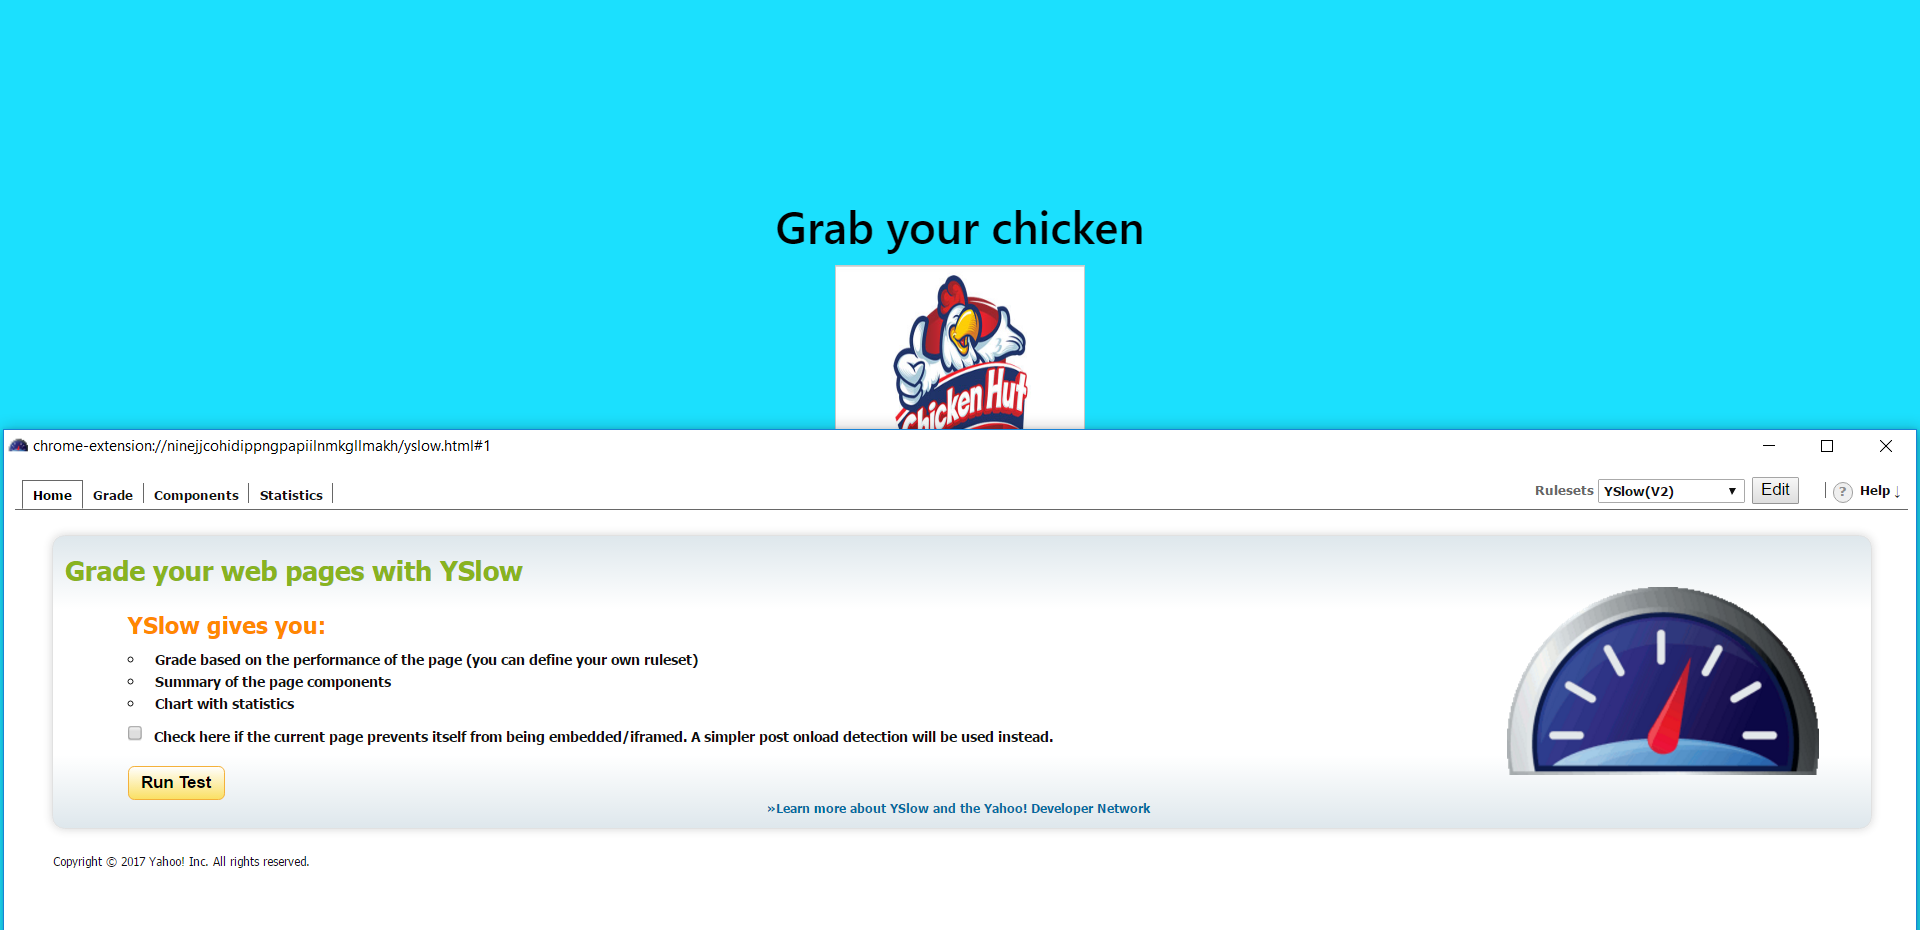 Grab your chicken
Chicken Hut
chrome-extension://ninejjcohidippngpapiilnmkgllmakh/yslow.html#1
Home Grade Components Statistics Rulesets YSlow(V2) Edit ? Help ↓
Grade your web pages with YSlow
YSlow gives you:
Grade based on the performance of the page (you can define your own ruleset)
Summary of the page components
Chart with statistics
Check here if the current page prevents itself from being embedded/iframed. A simpler post onload detection will be used instead.
Run Test
»Learn more about YSlow and the Yahoo! Developer Network
Copyright © 2017 Yahoo! Inc. All rights reserved.